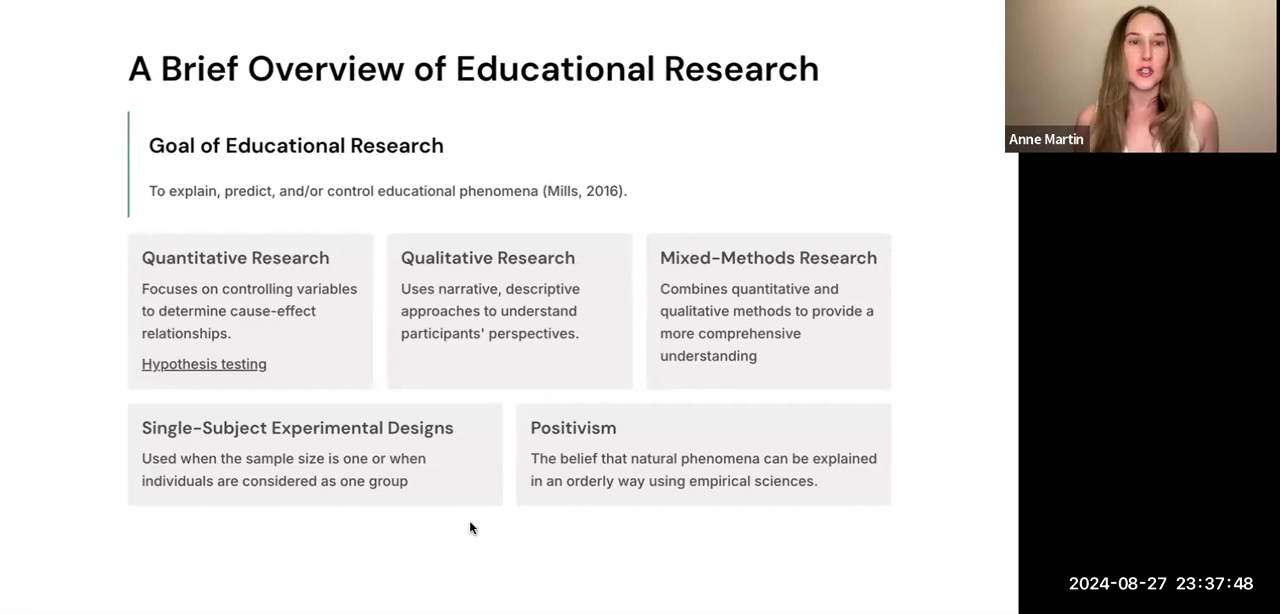 A Brief Overview of Educational Research
Goal of Educational Research
To explain, predict, and/or control educational phenomena (Mills, 2016).
Quantitative Research
Focuses on controlling variables
to determine cause-effect
relationships.
Hypothesis testing
Qualitative Research
Uses narrative, descriptive
approaches to understand
participants' perspectives.
Mixed-Methods Research
Combines quantitative and
qualitative methods to provide a
more comprehensive
understanding
Single-Subject Experimental Designs
Used when the sample size is one or when
individuals are considered as one group
Positivism
The belief that natural phenomena can be explained
in an orderly way using empirical sciences.
Anne Martin
2024-08-27 23:37:48